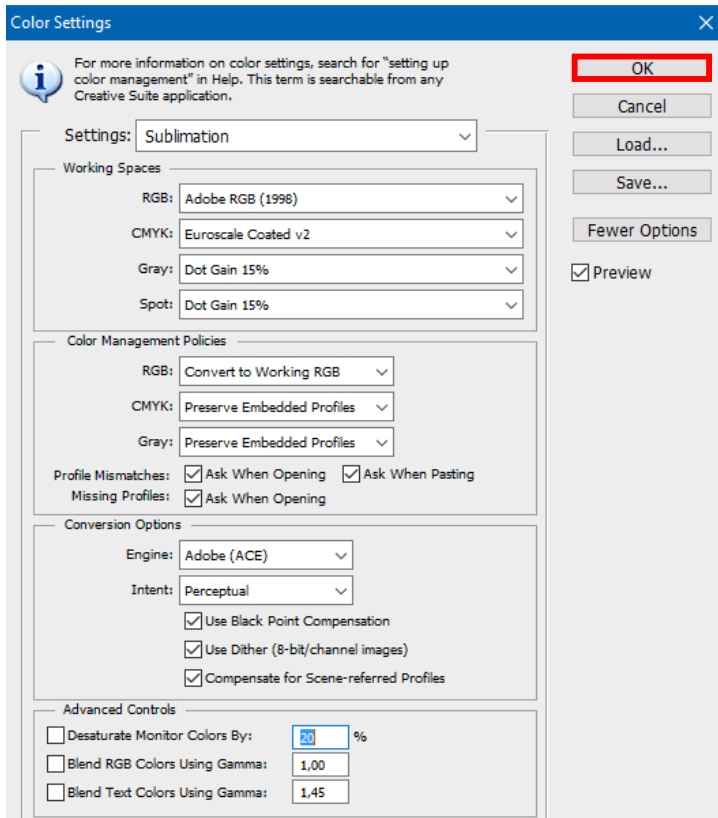 Color Settings
For more information on color settings, search for "setting up
color management" in Help. This term is searchable from any
Creative Suite application.
OK
Cancel
Load...
Save...
Fewer Options
Preview
Settings: Sublimation
Working Spaces
RGB: Adobe RGB (1998)
CMYK: Euroscale Coated v2
Gray: Dot Gain 15%
Spot: Dot Gain 15%
Color Management Policies
RGB: Convert to Working RGB
CMYK: Preserve Embedded Profiles
Gray: Preserve Embedded Profiles
Profile Mismatches: Ask When Opening Ask When Pasting
Missing Profiles: Ask When Opening
Conversion Options
Engine: Adobe (ACE)
Intent: Perceptual
Use Black Point Compensation
Use Dither (8-bit/channel images)
Compensate for Scene-referred Profiles
Advanced Controls
Desaturate Monitor Colors By: 20 %
Blend RGB Colors Using Gamma: 1,00
Blend Text Colors Using Gamma: 1,45